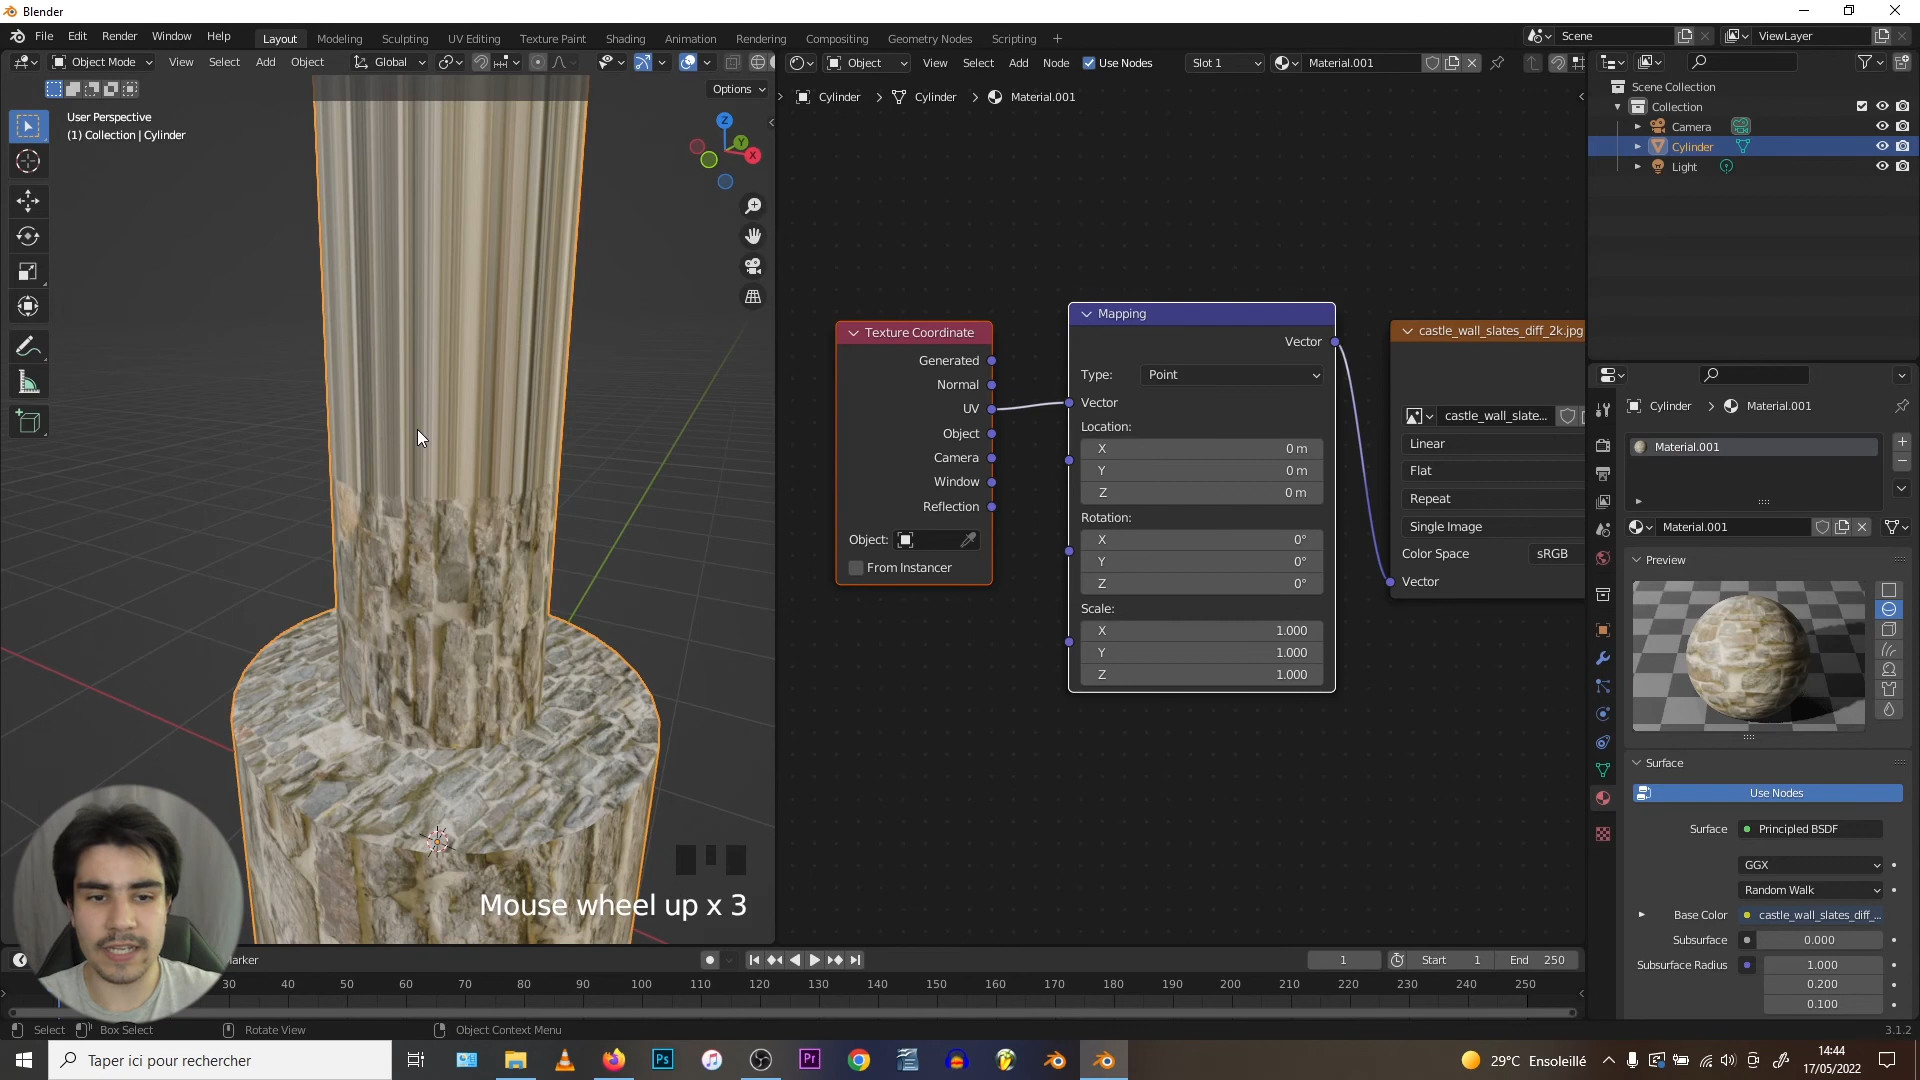 Blender
File Edit Render Window Help
Layout Modeling Sculpting UV Editing Texture Paint Shading Animation Rendering Compositing Geometry Nodes Scripting +
Scene
ViewLayer
Object Mode View Select Add Object Global
Object View Select Add Node Use Nodes Slot 1 Material.001
Options
Cylinder > Cylinder > Material.001
User Perspective
(1) Collection | Cylinder
Z
Y
X
Scene Collection
Collection
Camera
Cylinder
Light
Texture Coordinate
Generated
Normal
UV
Object
Camera
Window
Reflection
Object:
From Instancer
Mapping
Vector
Type: Point
Vector
Location:
X 0 m
Y 0 m
Z 0 m
Rotation:
X 0°
Y 0°
Z 0°
Scale:
X 1.000
Y 1.000
Z 1.000
castle_wall_slates_diff_2k.jpg
castle_wall_slate...
Linear
Flat
Repeat
Single Image
Color Space sRGB
Vector
Cylinder > Material.001
Material.001
Material.001
Preview
Surface
Use Nodes
Surface Principled BSDF
GGX
Random Walk
Base Color castle_wall_slates_diff_...
Subsurface 0.000
Subsurface Radius 1.000
0.200
0.100
Mouse wheel up x 3
arker
1
Start 1
End 250
30 40 50 60 70 80 90 100 110 120 130 140 150 160 170 180 190 200 210 220 230 240 250
Select Box Select Rotate View Object Context Menu
3.1.2
Taper ici pour rechercher
Ps
Pr
29°C Ensoleillé
14:44
17/05/2022